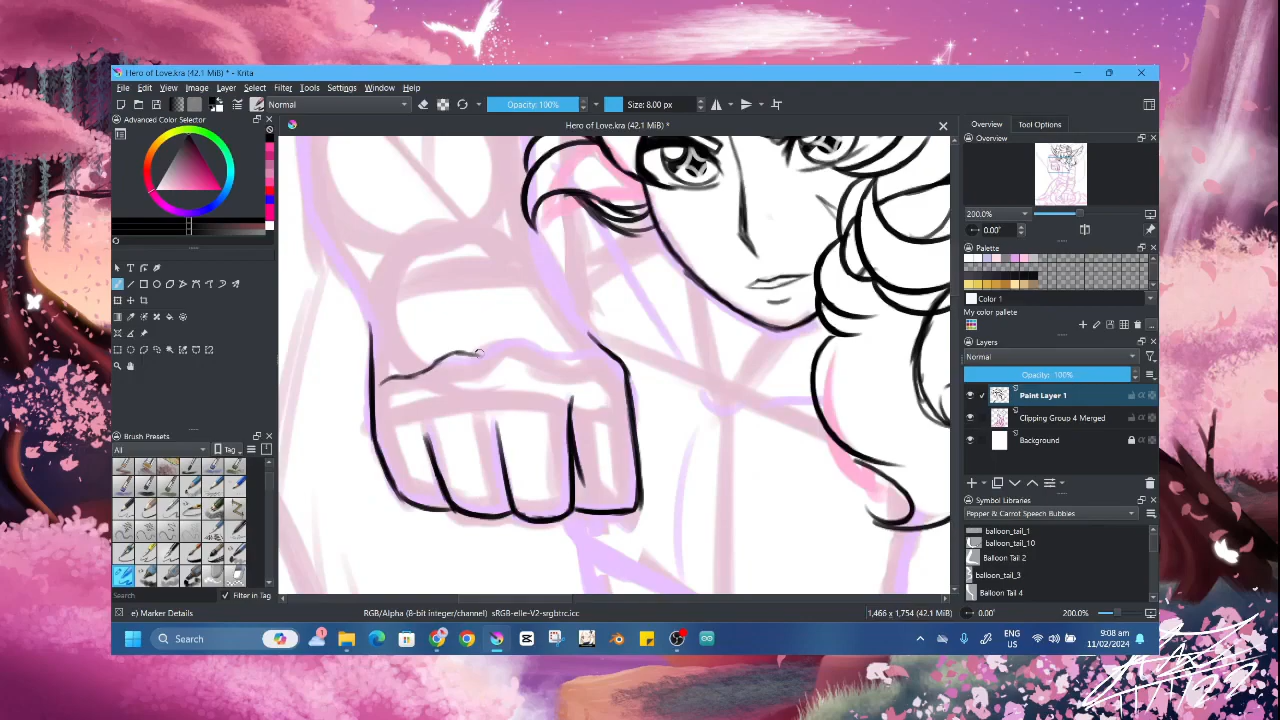 Hero of Love.kra (42.1 MiB) * - Krita
File Edit View Image Layer Select Filter Tools Settings Window Help
Normal
Opacity: 100%
Size: 8.00 px
Advanced Color Selector
Hero of Love.kra (42.1 MiB) *
Overview Tool Options
Overview
200.0%
0.00°
Palette
Color 1
My color palette
...
Layers
Normal
Opacity: 100%
Paint Layer 1
Clipping Group 4 Merged
Background
Brush Presets
All
Tag
Search
Filter in Tag
Symbol Libraries
Pepper & Carrot Speech Bubbles
balloon_tail_1
balloon_tail_10
Balloon Tail 2
balloon_tail_3
Balloon Tail 4
e) Marker Details
RGB/Alpha (8-bit integer/channel) sRGB-elle-V2-srgbtrc.icc
1,466 x 1,754 (42.1 MiB)
0.00°
200.0%
Search
ENG
US
9:08 am
11/02/2024